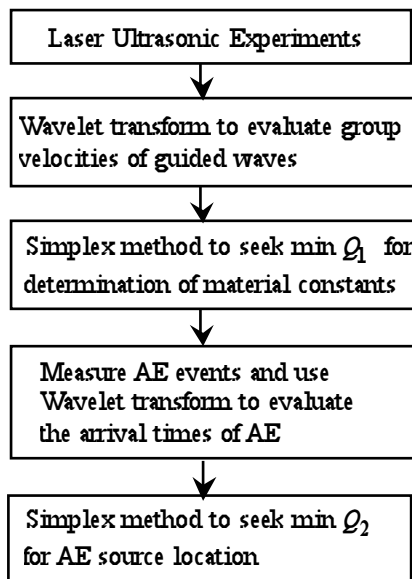 Laser Ultrasonic Experiments
Wavelet transform to evaluate group
velocities of guided waves
Simplex method to seek min Q1 for
determination of material constants
Measure AE events and use
Wavelet transform to evaluate
the arrival times of AE
Simplex method to seek min Q2
for AE source location